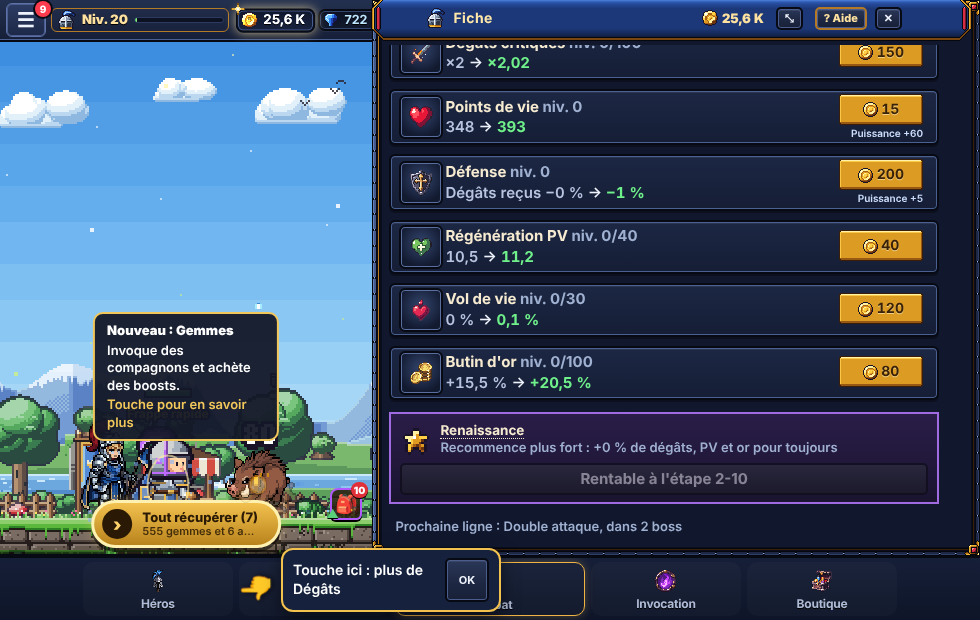 9
Niv. 20
25,6 K
722
Fiche
25,6 K
? Aide
Dégâts critiques niv. 0/100
×2 → ×2,02
150
Points de vie niv. 0
348 → 393
15
Puissance +60
Défense niv. 0
Dégâts reçus −0 % → −1 %
200
Puissance +5
Régénération PV niv. 0/40
10,5 → 11,2
40
Vol de vie niv. 0/30
0 % → 0,1 %
120
Butin d'or niv. 0/100
+15,5 % → +20,5 %
80
Renaissance
Recommence plus fort : +0 % de dégâts, PV et or pour toujours
Rentable à l'étape 2-10
Prochaine ligne : Double attaque, dans 2 boss
Nouveau : Gemmes
Invoque des
compagnons et achète
des boosts.
Touche pour en savoir
plus
10
Tout récupérer (7)
555 gemmes et 6 a...
Touche ici : plus de
Dégâts
OK
Héros
Invocation
Boutique